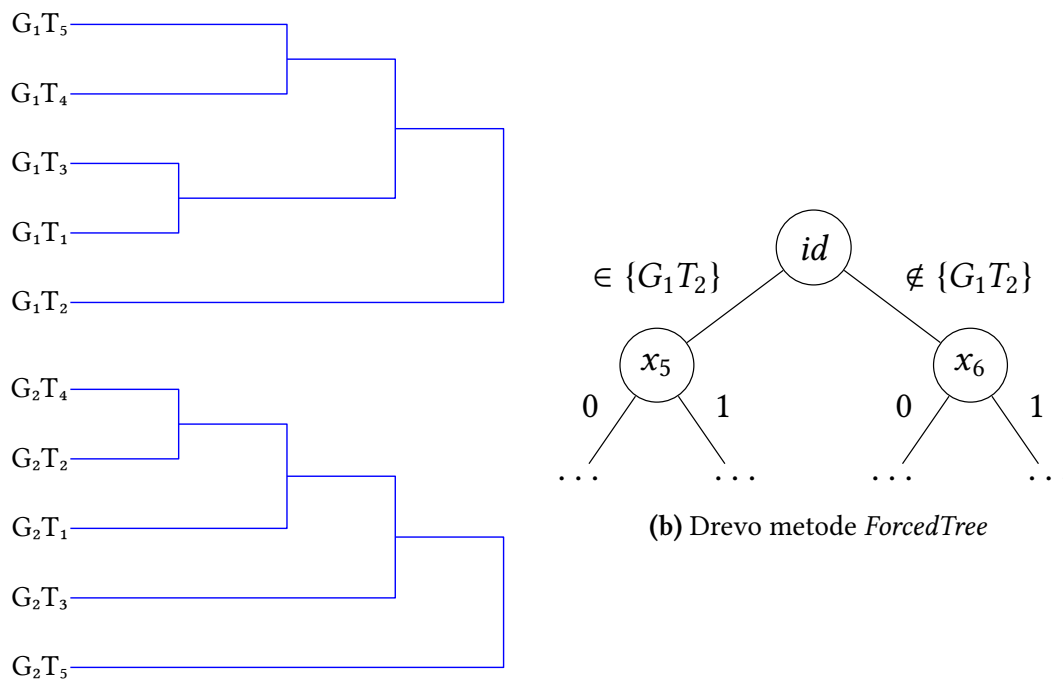 G₁T₅
G₁T₄
G₁T₃
G₁T₁
G₁T₂
G₂T₄
G₂T₂
G₂T₁
G₂T₃
G₂T₅
id
∈ {G₁T₂}
∉ {G₁T₂}
x₅
x₆
0
1
0
1
...
...
...
..
(b) Drevo metode ForcedTree